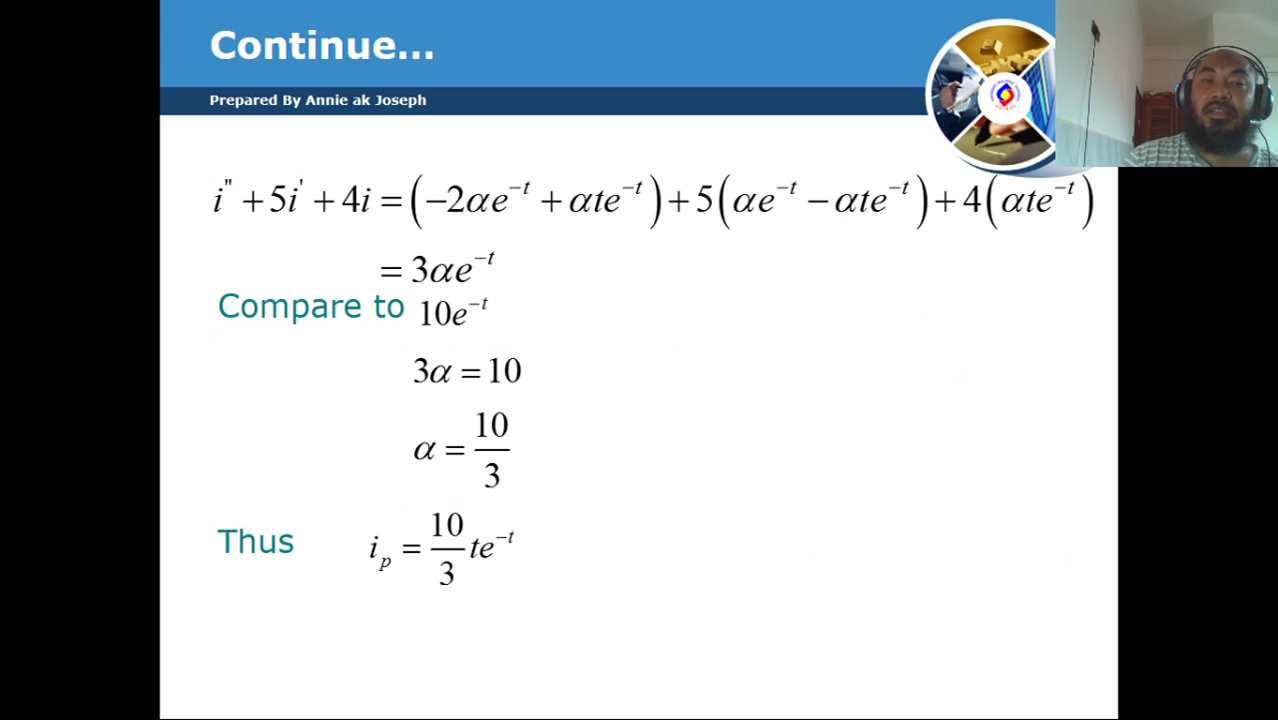 Continue...
Prepared By Annie ak Joseph
i" + 5i' + 4i = (−2αe^{−t} + αte^{−t}) + 5(αe^{−t} − αte^{−t}) + 4(αte^{−t})
= 3αe^{−t}
Compare to 10e^{−t}
3α = 10
α = 10/3
Thus i_p = 10/3 te^{−t}